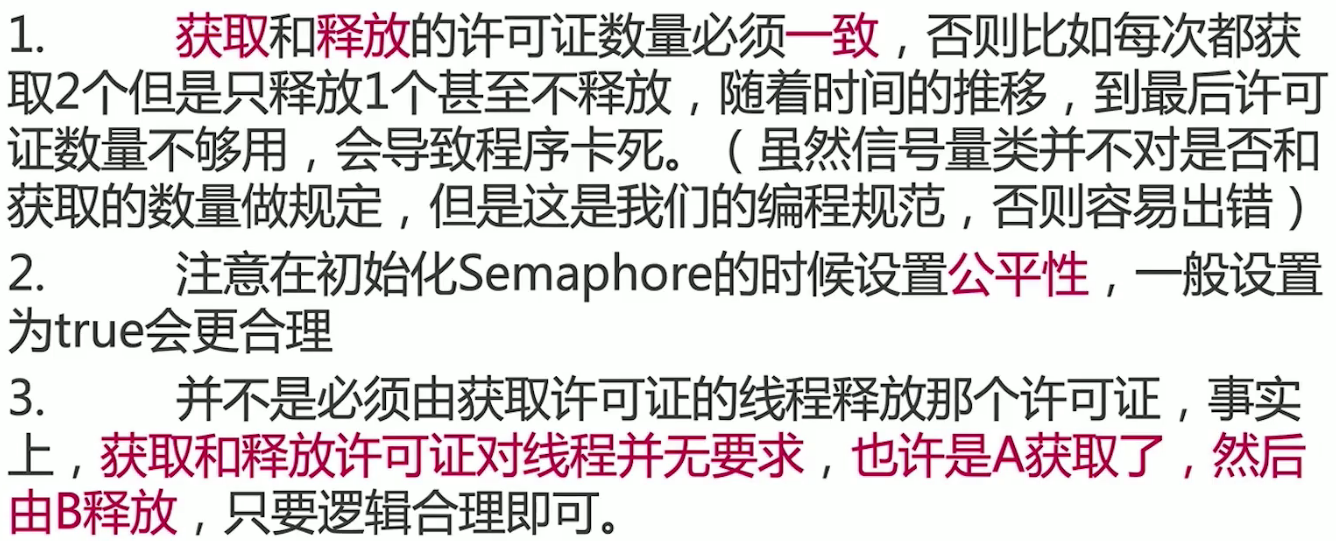 1. 获取和释放的许可证数量必须一致，否则比如每次都获
取2个但是只释放1个甚至不释放，随着时间的推移，到最后许可
证数量不够用，会导致程序卡死。（虽然信号量类并不对是否和
获取的数量做规定，但是这是我们的编程规范，否则容易出错）
2. 注意在初始化Semaphore的时候设置公平性，一般设置
为true会更合理
3. 并不是必须由获取许可证的线程释放那个许可证，事实
上，获取和释放许可证对线程并无要求，也许是A获取了，然后
由B释放，只要逻辑合理即可。